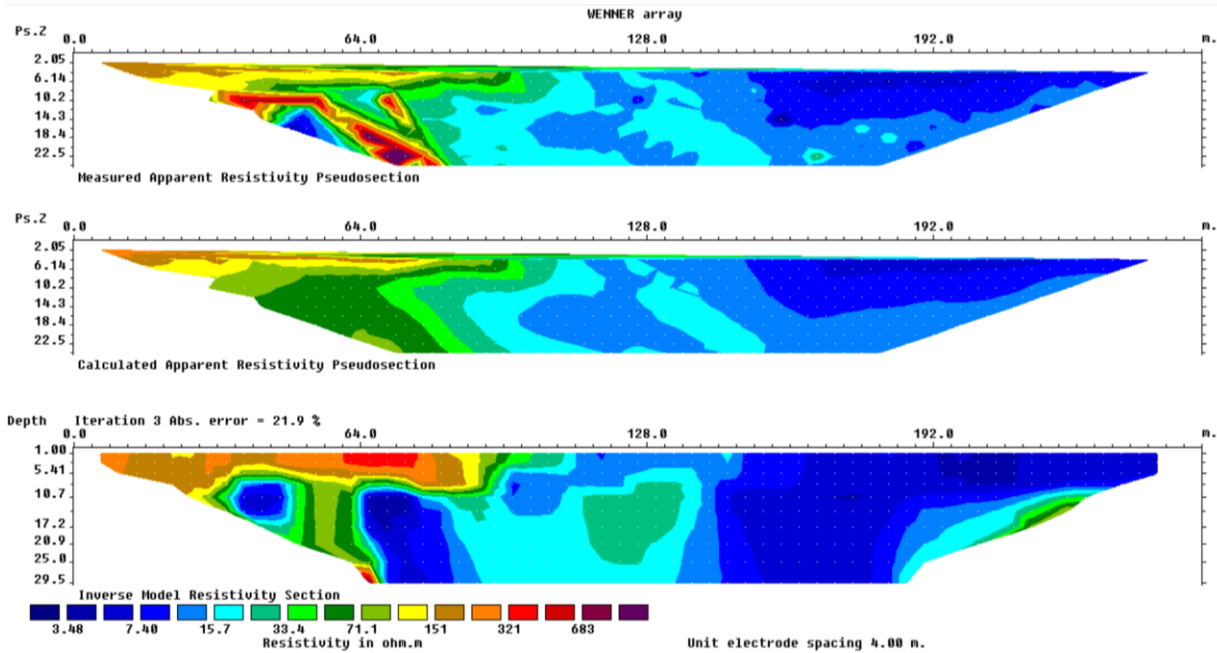 WENNER array
Ps.Z 0.0 64.0 128.0 192.0 m.
2.05
6.14
10.2
14.3
18.4
22.5
Measured Apparent Resistivity Pseudosection
Ps.Z 0.0 64.0 128.0 192.0 m.
2.05
6.14
10.2
14.3
18.4
22.5
Calculated Apparent Resistivity Pseudosection
Depth Iteration 3 Abs. error = 21.9 %
0.0 64.0 128.0 192.0 m.
1.00
5.41
10.7
17.2
20.9
25.0
29.5
Inverse Model Resistivity Section
3.48 7.40 15.7 33.4 71.1 151 321 683
Resistivity in ohm.m Unit electrode spacing 4.00 m.